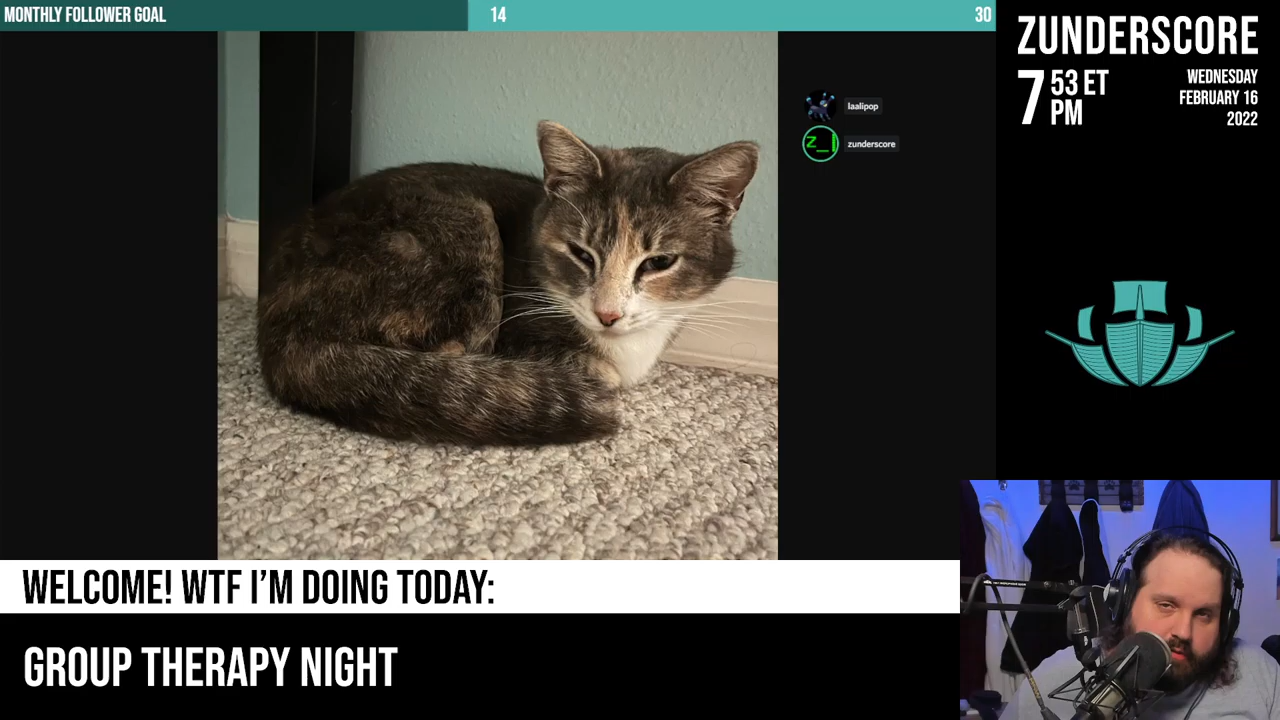 MONTHLY FOLLOWER GOAL
14
30
ZUNDERSCORE
7 53 ET
PM
WEDNESDAY
FEBRUARY 16
2022
laalipop
z_
zunderscore
WELCOME! WTF I'M DOING TODAY:
GROUP THERAPY NIGHT